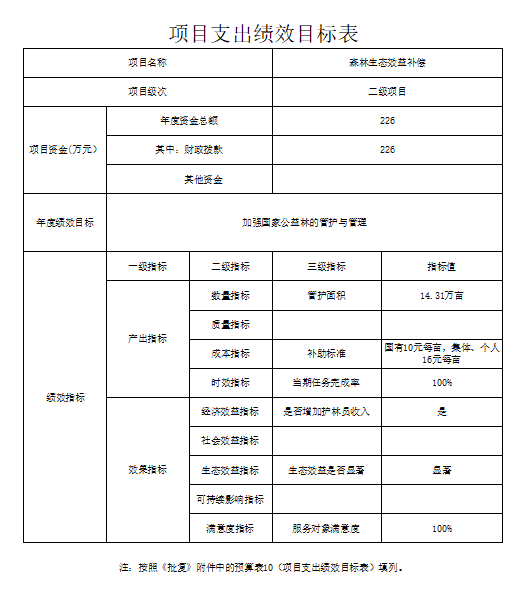 项目支出绩效目标表
项目名称 森林生态效益补偿
项目级次 二级项目
项目资金(万元) 年度资金总额 226
其中：财政拨款 226
其他资金
年度绩效目标 加强国家公益林的管护与管理
绩效指标 一级指标 二级指标 三级指标 指标值
产出指标 数量指标 管护面积 14.31万亩
质量指标
成本指标 补助标准 国有10元每亩，集体、个人
16元每亩
时效指标 当期任务完成率 100%
效果指标 经济效益指标 是否增加护林员收入 是
社会效益指标
生态效益指标 生态效益是否显著 显著
可持续影响指标
满意度指标 服务对象满意度 100%
注：按照《批复》附件中的预算表10（项目支出绩效目标表）填列。